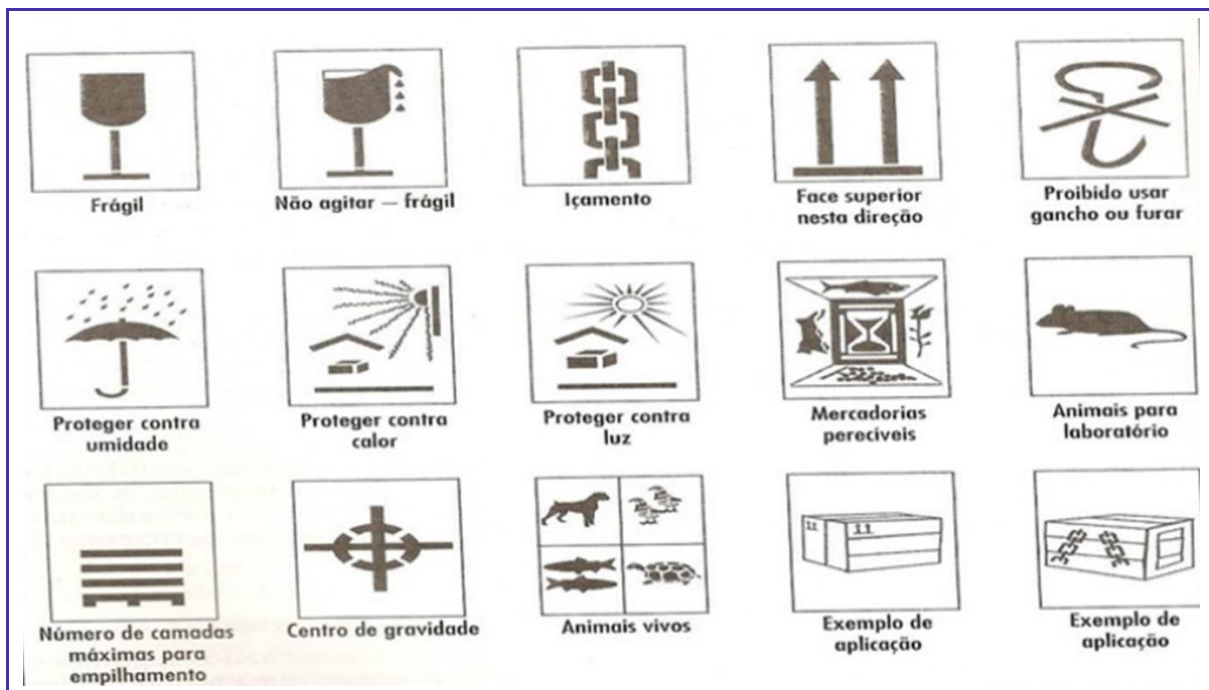 Frágil
Não agitar — frágil
Içamento
Face superior
nesta direção
Proibido usar
gancho ou furar
Proteger contra
umidade
Proteger contra
calor
Proteger contra
luz
Mercadorias
perecíveis
Animais para
laboratório
Número de camadas
máximas para
empilhamento
Centro de gravidade
Animais vivos
Exemplo de
aplicação
Exemplo de
aplicação